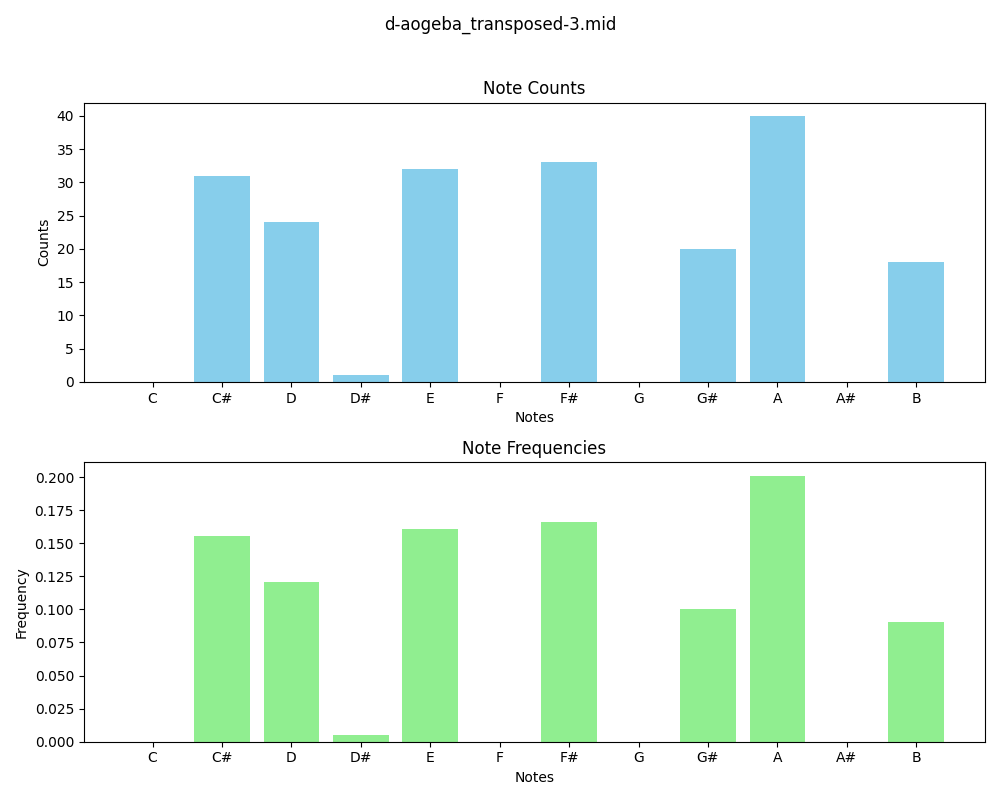 d-aogeba_transposed-3.mid
Note Counts
40
35
30
25
20
15
10
5
0
Counts
C C# D D# E F F# G G# A A# B
Notes
Note Frequencies
0.200
0.175
0.150
0.125
0.100
0.075
0.050
0.025
0.000
Frequency
C C# D D# E F F# G G# A A# B
Notes